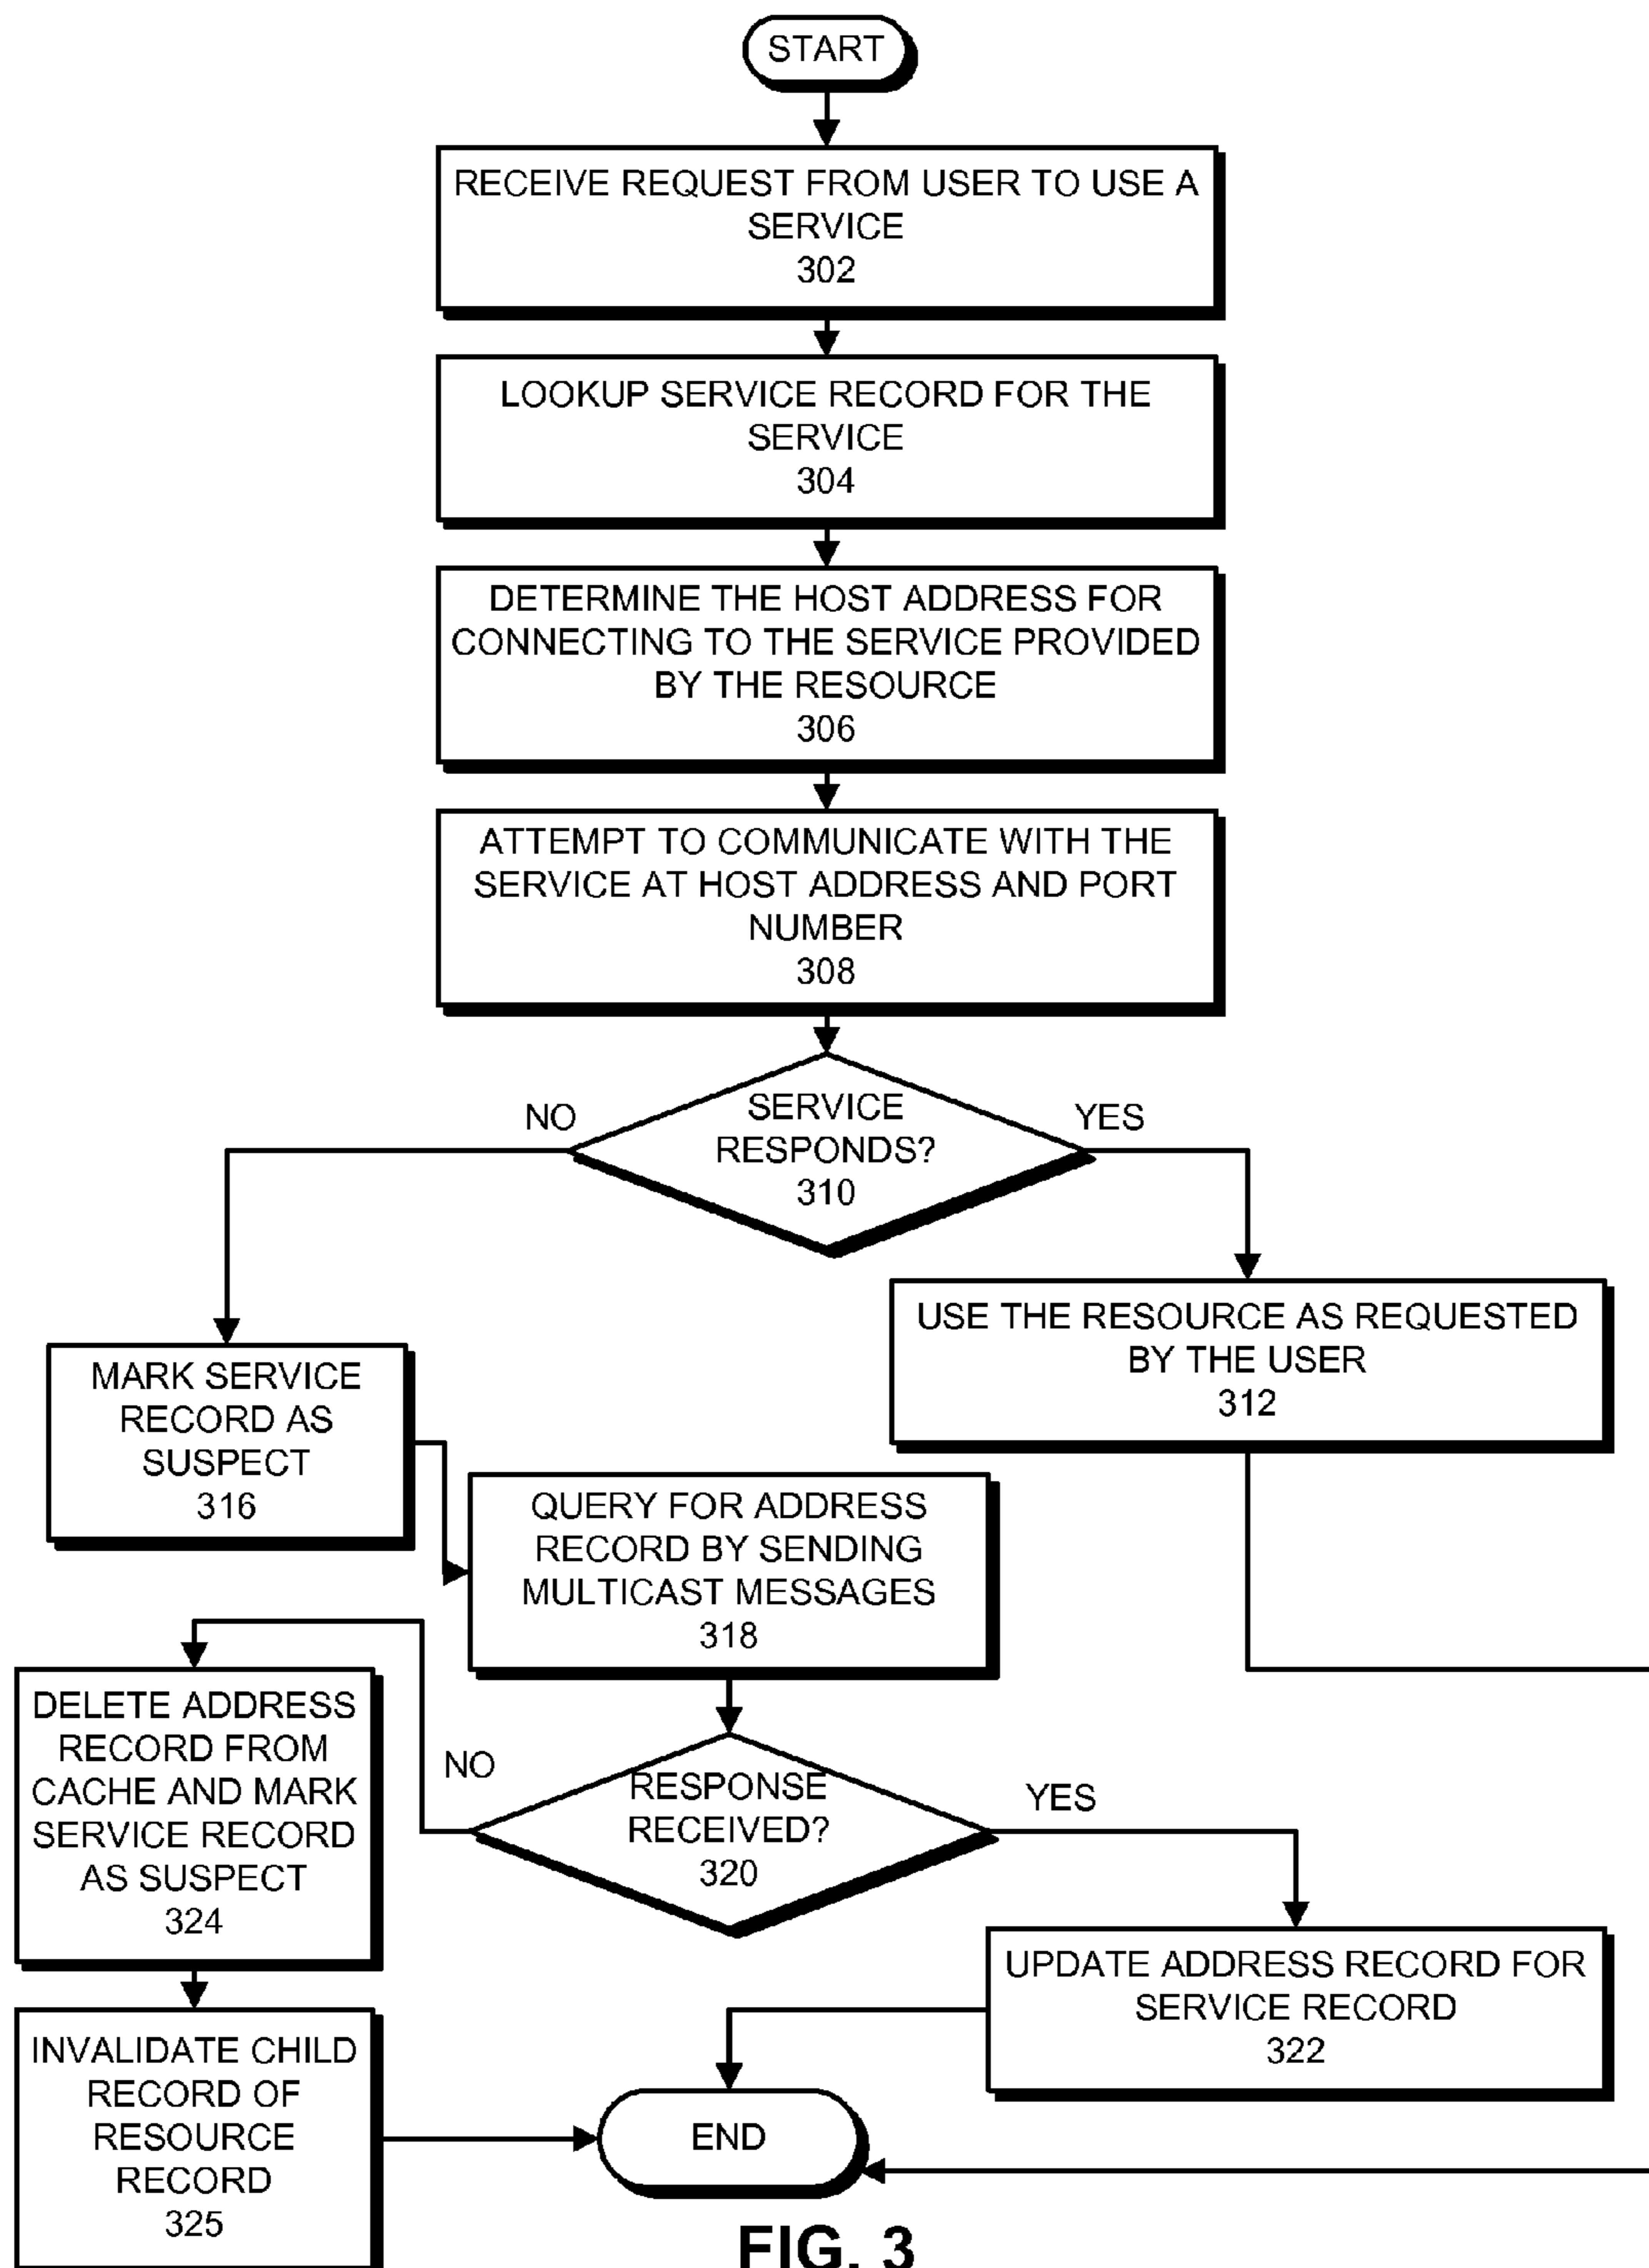 START
RECEIVE REQUEST FROM USER TO USE A
SERVICE
302
LOOKUP SERVICE RECORD FOR THE
SERVICE
304
DETERMINE THE HOST ADDRESS FOR
CONNECTING TO THE SERVICE PROVIDED
BY THE RESOURCE
306
ATTEMPT TO COMMUNICATE WITH THE
SERVICE AT HOST ADDRESS AND PORT
NUMBER
308
NO
SERVICE
RESPONDS?
310
YES
USE THE RESOURCE AS REQUESTED
BY THE USER
312
MARK SERVICE
RECORD AS
SUSPECT
316
QUERY FOR ADDRESS
RECORD BY SENDING
MULTICAST MESSAGES
318
NO
RESPONSE
RECEIVED?
320
YES
DELETE ADDRESS
RECORD FROM
CACHE AND MARK
SERVICE RECORD
AS SUSPECT
324
UPDATE ADDRESS RECORD FOR
SERVICE RECORD
322
INVALIDATE CHILD
RECORD OF
RESOURCE
RECORD
325
END
FIG. 3